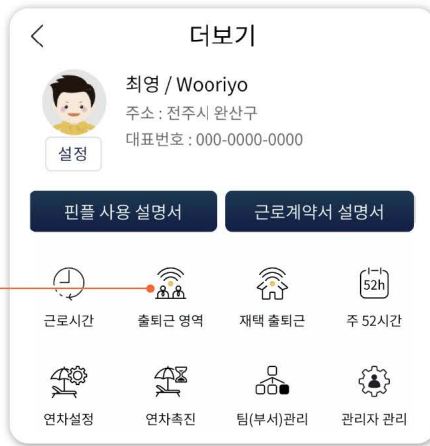 더보기
최영 / Wooriyo
주소 : 전주시 완산구
대표번호 : 000-0000-0000
설정
핀플 사용 설명서 근로계약서 설명서
52h
근로시간 출퇴근 영역 재택 출퇴근 주 52시간
연차설정 연차촉진 팀(부서)관리 관리자 관리